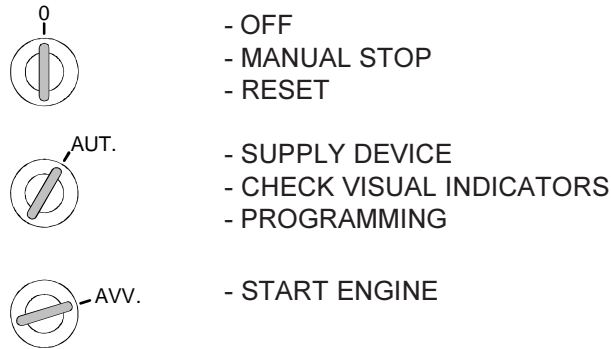 0
- OFF
- MANUAL STOP
- RESET
AUT.
- SUPPLY DEVICE
- CHECK VISUAL INDICATORS
- PROGRAMMING
AVV.
- START ENGINE